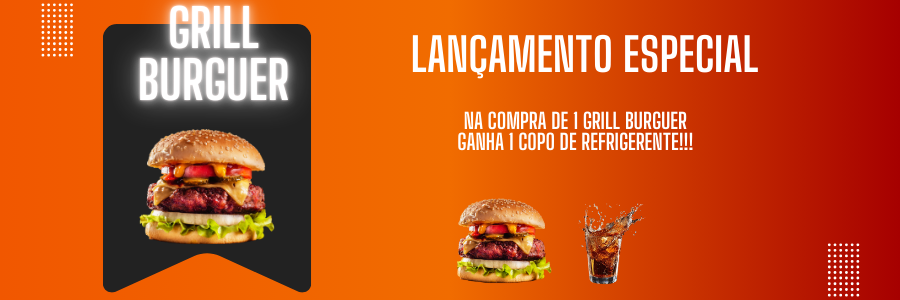 GRILL
BURGUER
LANÇAMENTO ESPECIAL
NA COMPRA DE 1 GRILL BURGUER
GANHA 1 COPO DE REFRIGERENTE!!!